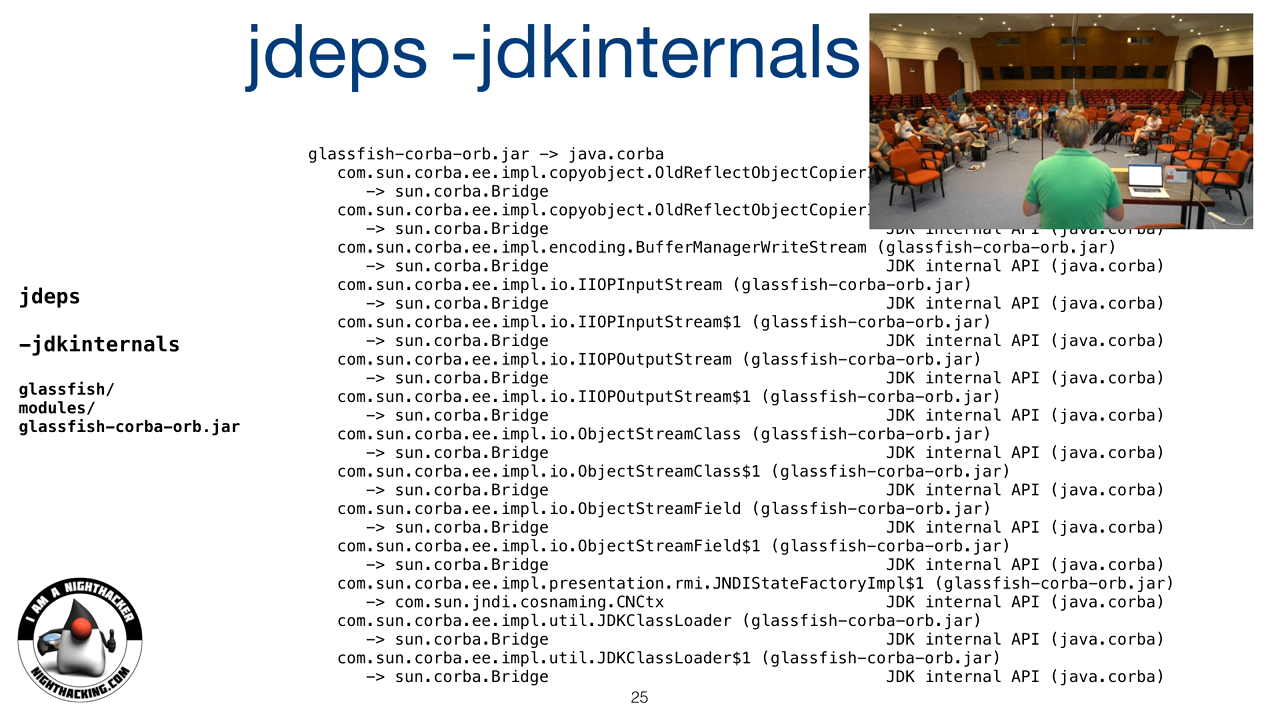 jdeps -jdkinternals
glassfish-corba-orb.jar -> java.corba
com.sun.corba.ee.impl.copyobject.OldReflectObjectCopier
-> sun.corba.Bridge
com.sun.corba.ee.impl.copyobject.OldReflectObjectCopier
-> sun.corba.Bridge JDK internal API (java.corba)
com.sun.corba.ee.impl.encoding.BufferManagerWriteStream (glassfish-corba-orb.jar)
-> sun.corba.Bridge JDK internal API (java.corba)
com.sun.corba.ee.impl.io.IIOPInputStream (glassfish-corba-orb.jar)
-> sun.corba.Bridge JDK internal API (java.corba)
com.sun.corba.ee.impl.io.IIOPInputStream$1 (glassfish-corba-orb.jar)
-> sun.corba.Bridge JDK internal API (java.corba)
com.sun.corba.ee.impl.io.IIOPOutputStream (glassfish-corba-orb.jar)
-> sun.corba.Bridge JDK internal API (java.corba)
com.sun.corba.ee.impl.io.IIOPOutputStream$1 (glassfish-corba-orb.jar)
-> sun.corba.Bridge JDK internal API (java.corba)
com.sun.corba.ee.impl.io.ObjectStreamClass (glassfish-corba-orb.jar)
-> sun.corba.Bridge JDK internal API (java.corba)
com.sun.corba.ee.impl.io.ObjectStreamClass$1 (glassfish-corba-orb.jar)
-> sun.corba.Bridge JDK internal API (java.corba)
com.sun.corba.ee.impl.io.ObjectStreamField (glassfish-corba-orb.jar)
-> sun.corba.Bridge JDK internal API (java.corba)
com.sun.corba.ee.impl.io.ObjectStreamField$1 (glassfish-corba-orb.jar)
-> sun.corba.Bridge JDK internal API (java.corba)
com.sun.corba.ee.impl.presentation.rmi.JNDIStateFactoryImpl$1 (glassfish-corba-orb.jar)
-> com.sun.jndi.cosnaming.CNCtx JDK internal API (java.corba)
com.sun.corba.ee.impl.util.JDKClassLoader (glassfish-corba-orb.jar)
-> sun.corba.Bridge JDK internal API (java.corba)
com.sun.corba.ee.impl.util.JDKClassLoader$1 (glassfish-corba-orb.jar)
-> sun.corba.Bridge JDK internal API (java.corba)
jdeps
-jdkinternals
glassfish/
modules/
glassfish-corba-orb.jar
I AM A NIGHTHACKER
NIGHTHACKING.COM
25